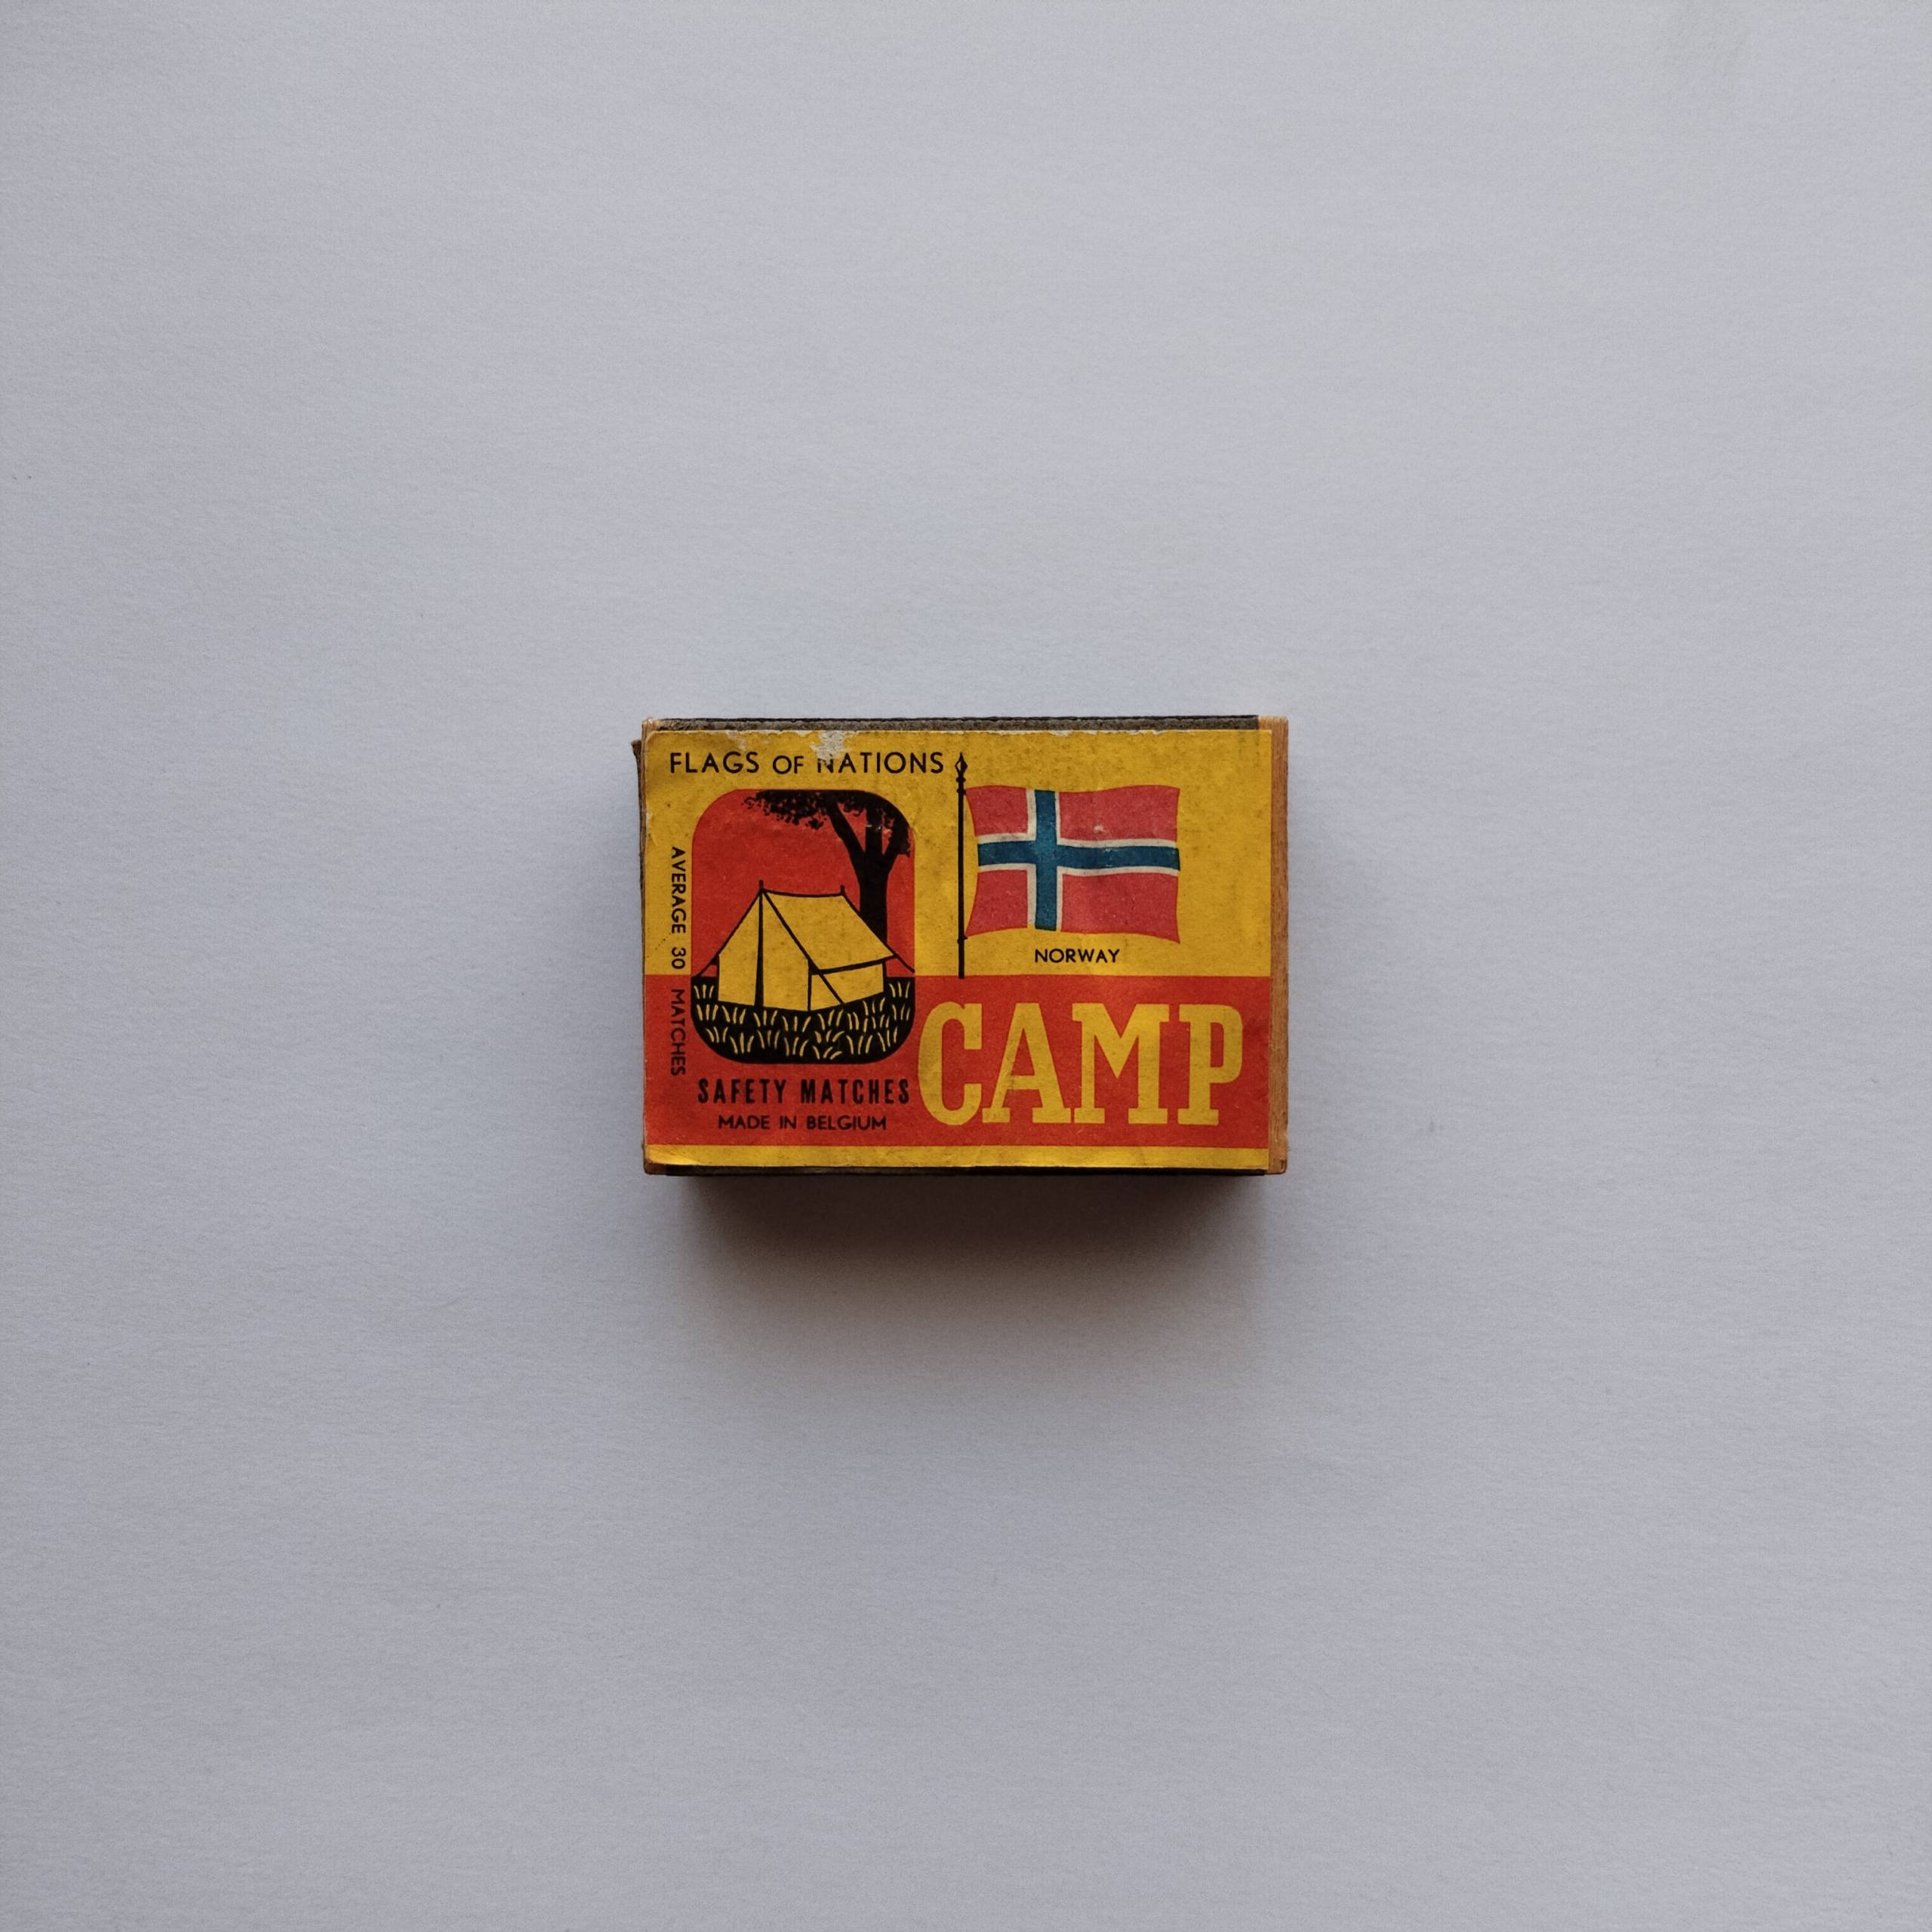 FLAGS OF NATIONS
AVERAGE 30 MATCHES
NORWAY
CAMP
SAFETY MATCHES
MADE IN BELGIUM